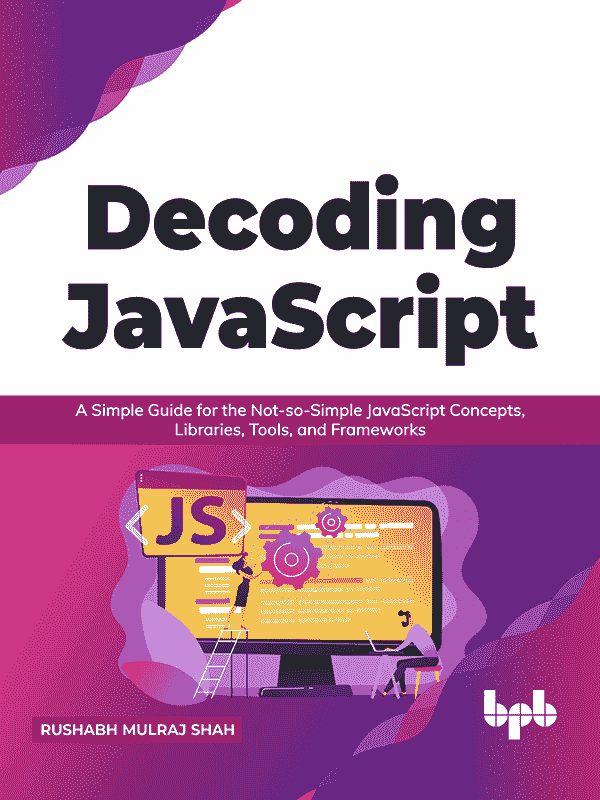 Decoding
JavaScript
A Simple Guide for the Not-so-Simple JavaScript Concepts,
Libraries, Tools, and Frameworks
JS
RUSHABH MULRAJ SHAH
bpb